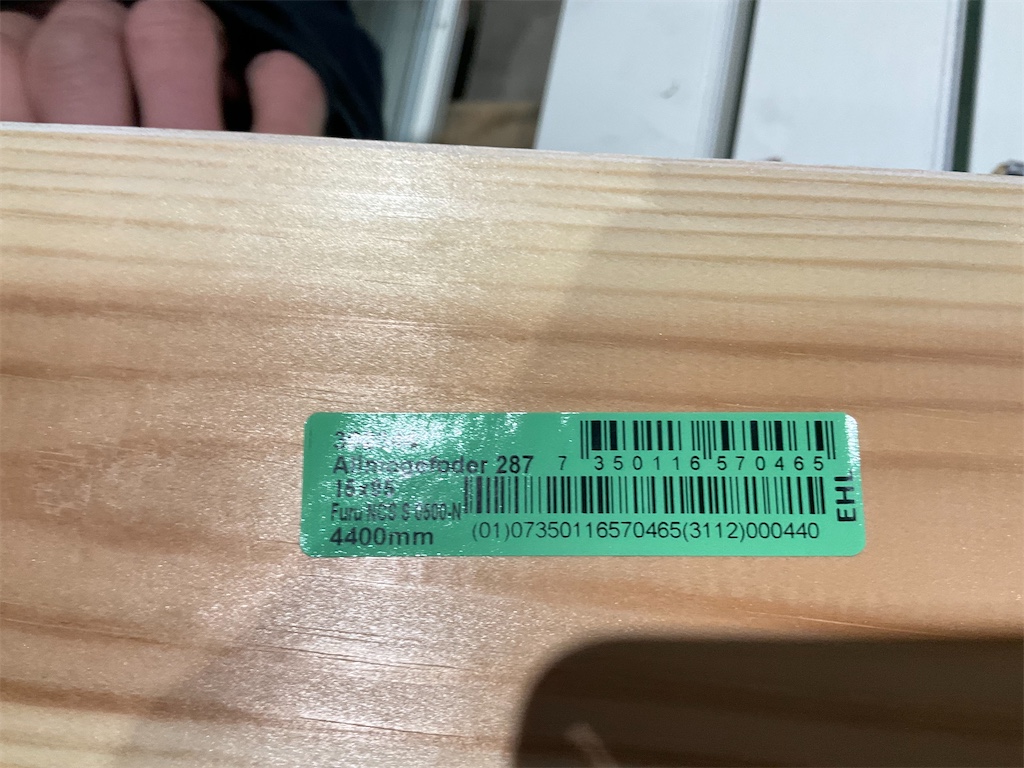 Allmogefoder 287
7 350116 570465
15x95
Furu NCS S 0500-N
4400mm
(01)07350116570465(3112)000440
EHL